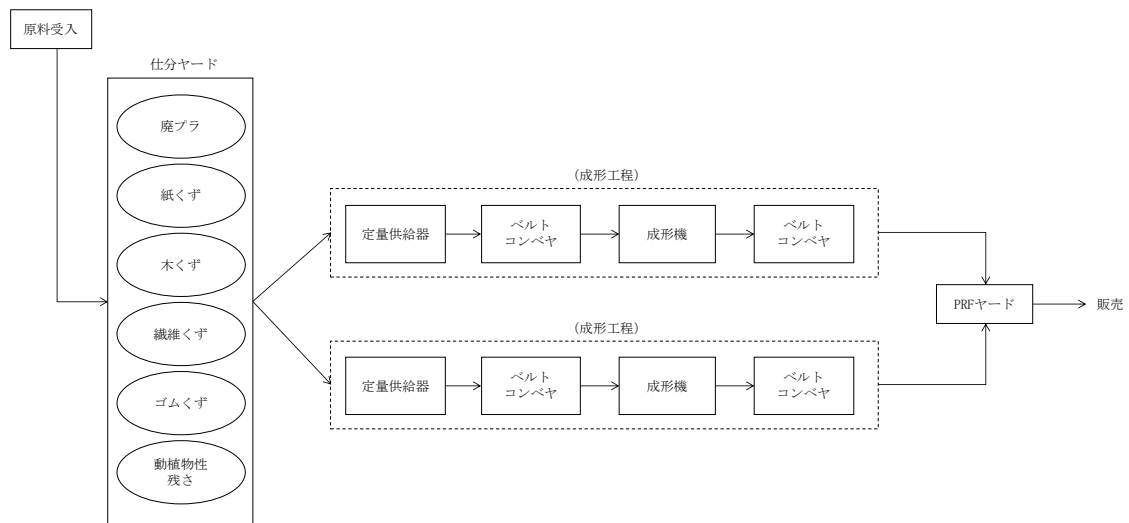 原料受入
仕分ヤード
廃プラ
紙くず
木くず
繊維くず
ゴムくず
動植物性
残さ
(成形工程)
定量供給器
ベルト
コンベヤ
成形機
ベルト
コンベヤ
(成形工程)
定量供給器
ベルト
コンベヤ
成形機
ベルト
コンベヤ
PRFヤード
販売